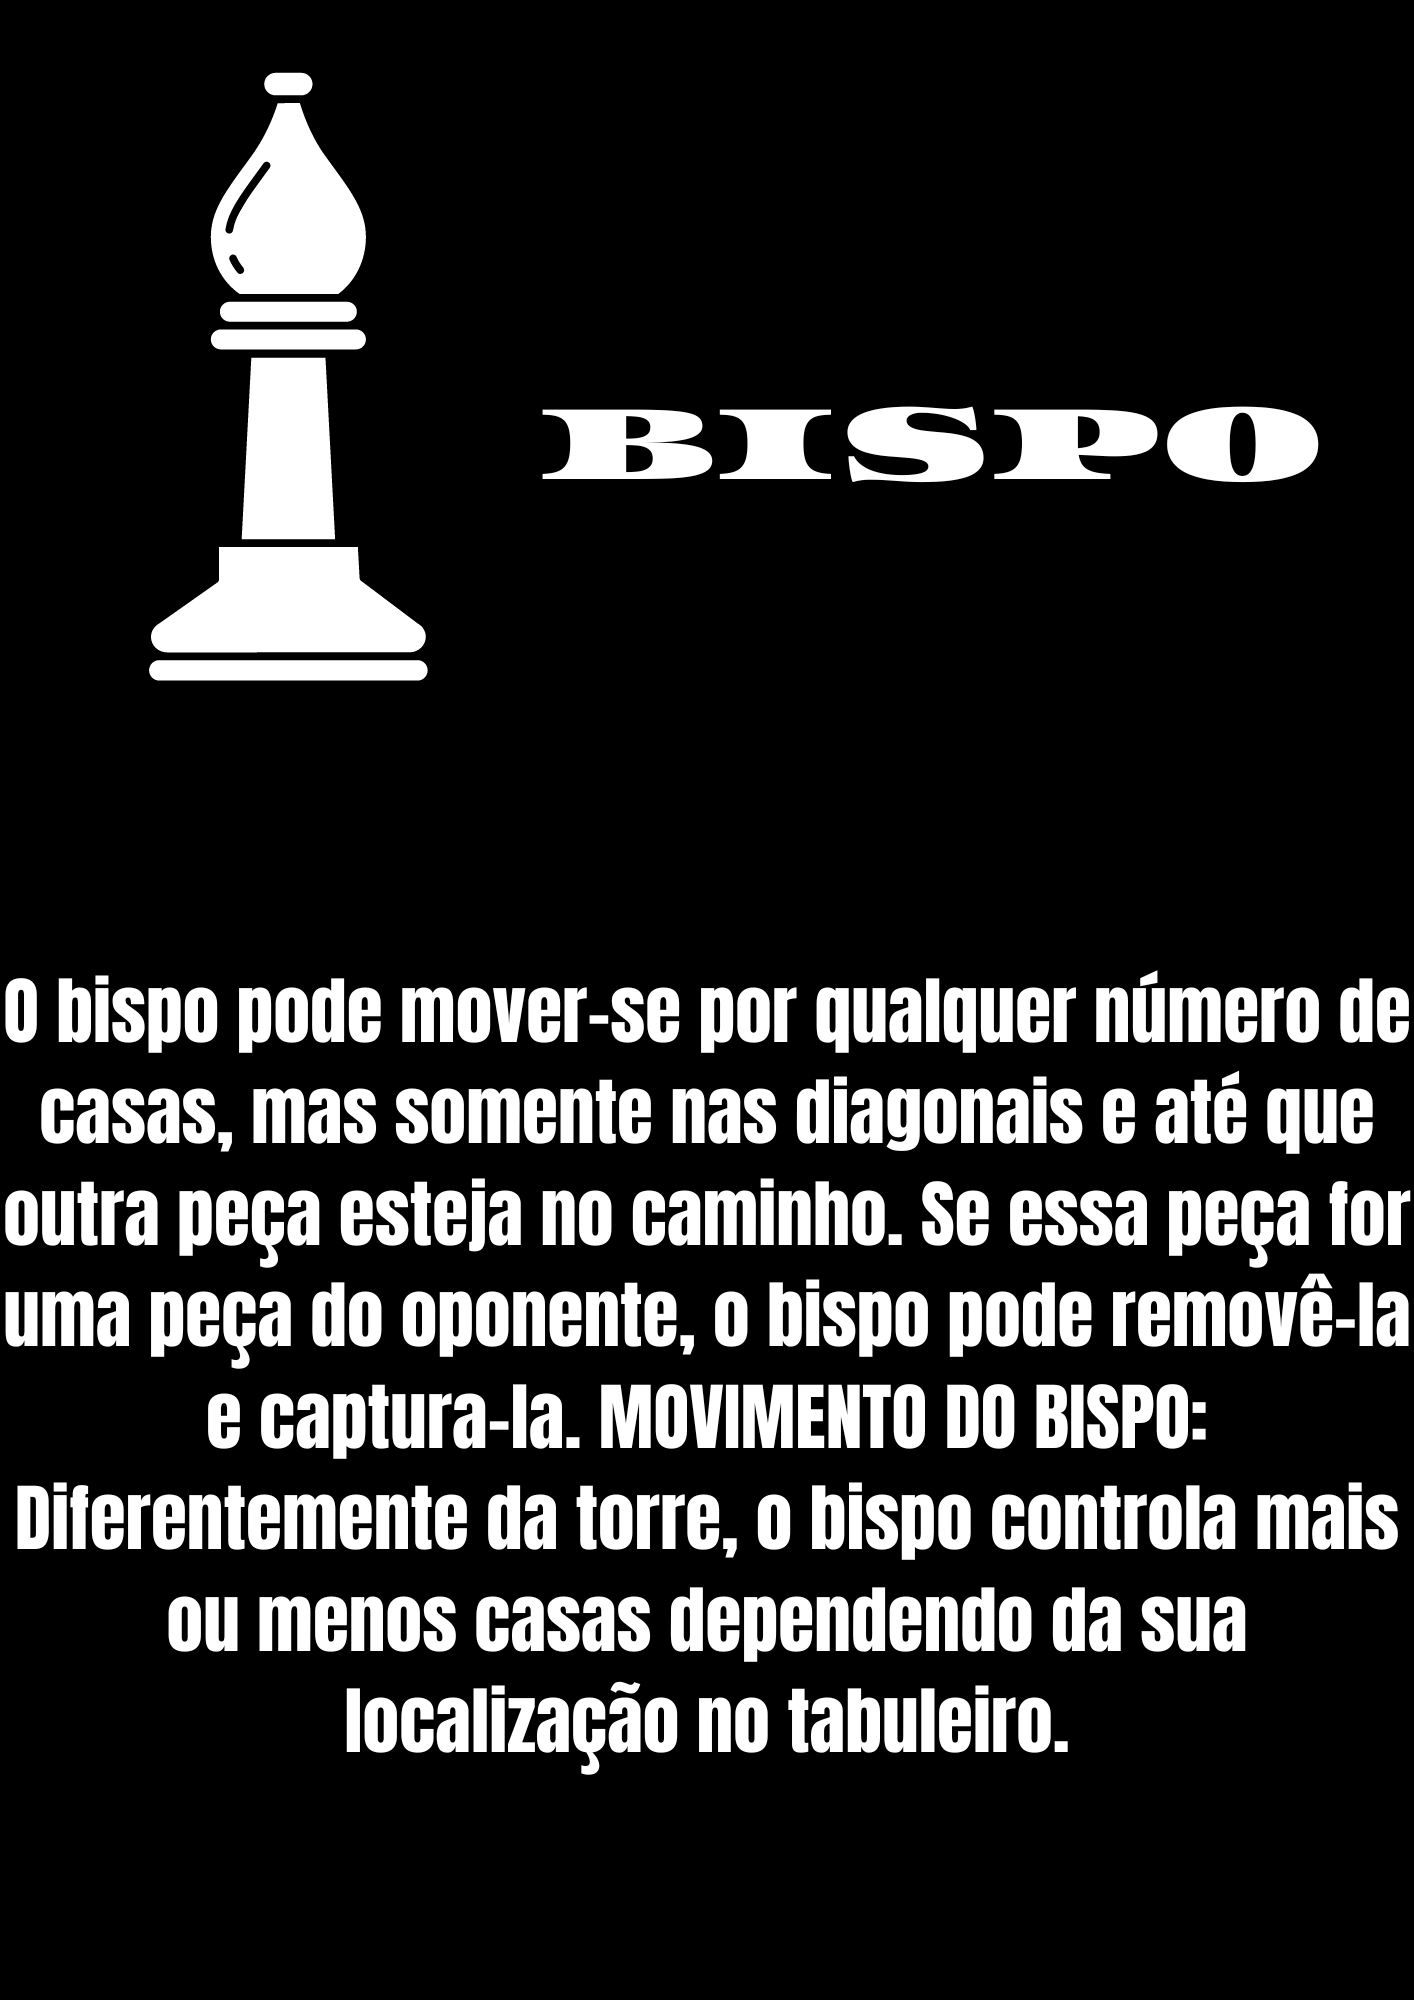 BISPO
O bispo pode mover-se por qualquer número de
casas, mas somente nas diagonais e até que
outra peça esteja no caminho. Se essa peça for
uma peça do oponente, o bispo pode removê-la
e captura-la. MOVIMENTO DO BISPO:
Diferentemente da torre, o bispo controla mais
ou menos casas dependendo da sua
localização no tabuleiro.